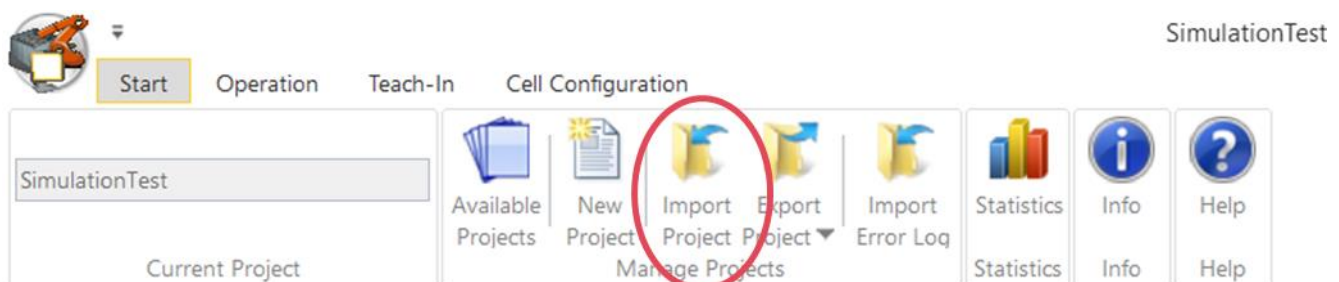 SimulationTest
Start Operation Teach-In Cell Configuration
SimulationTest
Available Projects
New Project
Import Project
Export Project
Import Error Log
Statistics
Info
Help
Current Project
Manage Projects
Statistics
Info
Help